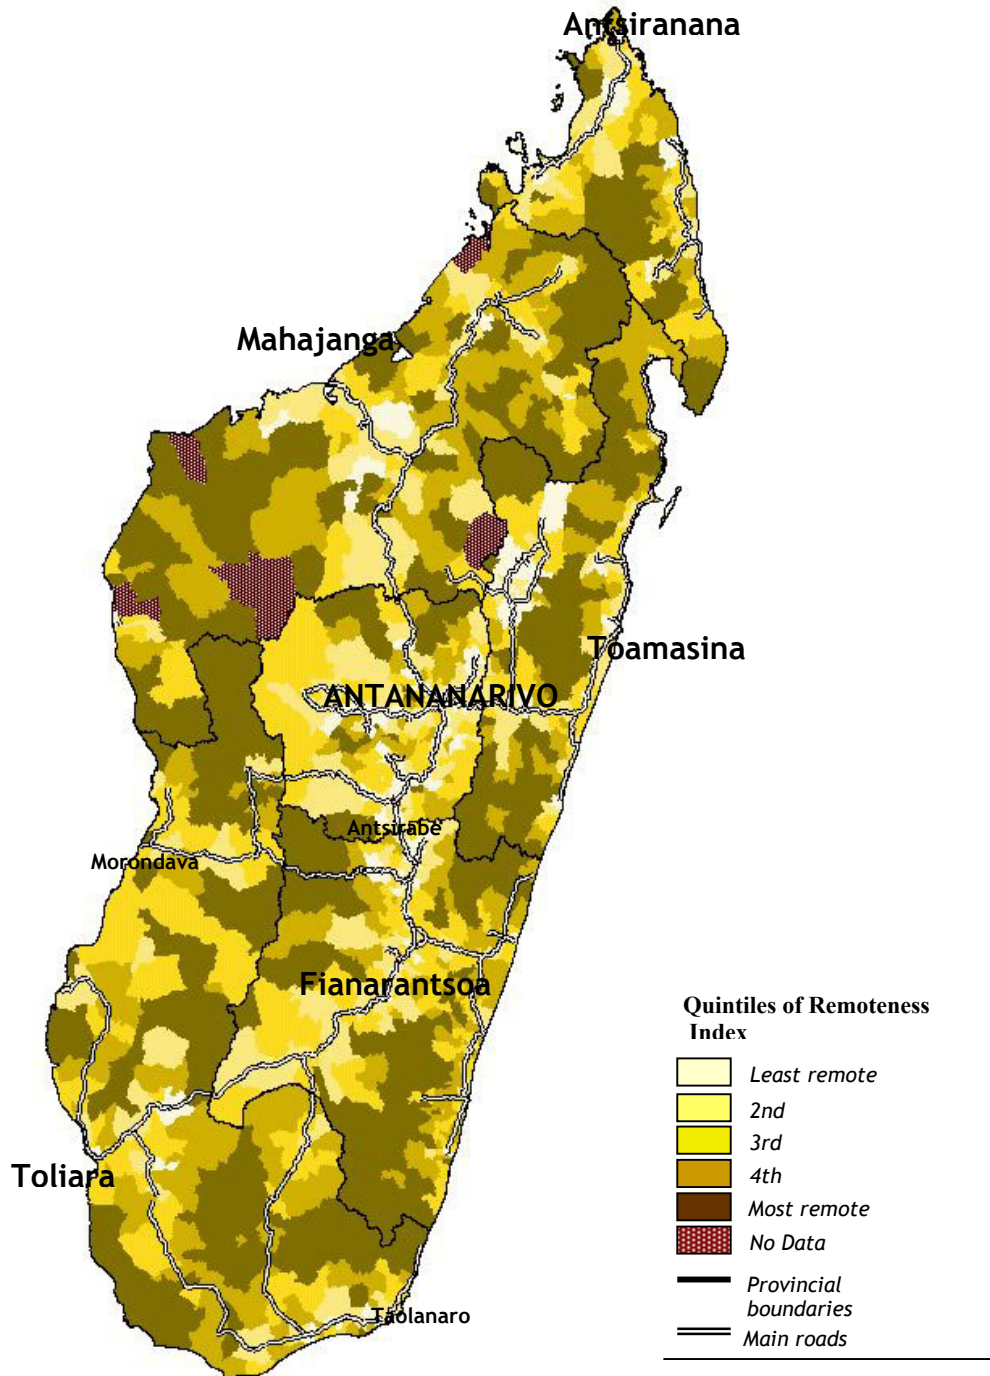 Antsiranana
Mahajanga
Toamasina
ANTANANARIVO
Antsirabe
Morondava
Fianarantsoa
Toliara
Taolanaro
Quintiles of Remoteness
Index
Least remote
2nd
3rd
4th
Most remote
No Data
Provincial
boundaries
Main roads